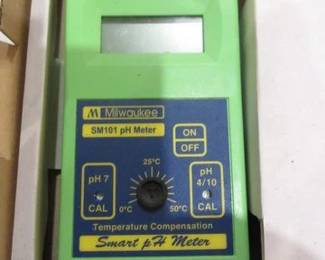 M Milwaukee
SM101 pH Meter
ON
OFF
25°C
pH 7
pH
4/10
CAL
0°C
50°C
CAL
Temperature Compensation
Smart pH Meter